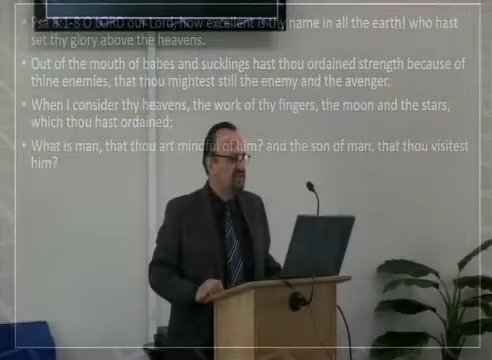 Psa 8:1-8 O LORD our Lord, how excellent is thy name in all the earth! who hast
set thy glory above the heavens.
Out of the mouth of babes and sucklings hast thou ordained strength because of
thine enemies, that thou mightest still the enemy and the avenger.
When I consider thy heavens, the work of thy fingers, the moon and the stars,
which thou hast ordained;
What is man, that thou art mindful of him? and the son of man, that thou visitest
him?